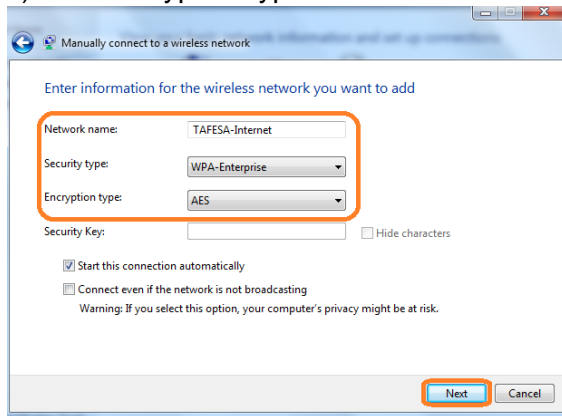 Manually connect to a wireless network
Enter information for the wireless network you want to add
Network name: TAFESA-Internet
Security type: WPA-Enterprise
Encryption type: AES
Security Key: Hide characters
Start this connection automatically
Connect even if the network is not broadcasting
Warning: If you select this option, your computer's privacy might be at risk.
Next Cancel